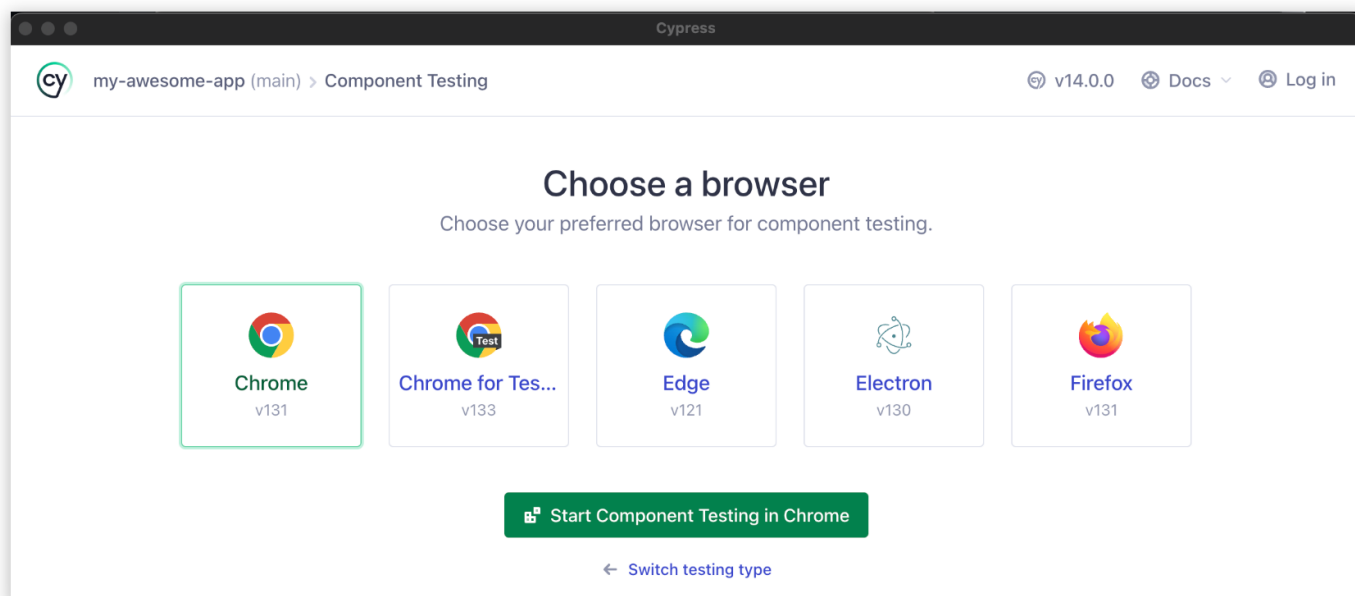 Cypress
cy my-awesome-app (main) > Component Testing cy v14.0.0 Docs Log in
Choose a browser
Choose your preferred browser for component testing.
Test
Chrome Chrome for Tes... Edge Electron Firefox
v131 v133 v121 v130 v131
Start Component Testing in Chrome
← Switch testing type